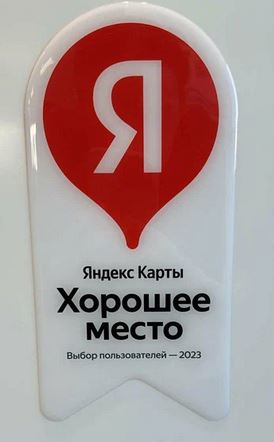 Я
Яндекс Карты
Хорошее
место
Выбор пользователей — 2023